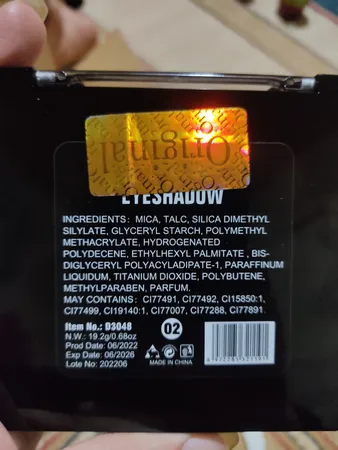 Original
EYESHADOW
INGREDIENTS: MICA, TALC, SILICA DIMETHYL
SILYLATE, GLYCERYL STARCH, POLYMETHYL
METHACRYLATE, HYDROGENATED
POLYDECENE, ETHYLHEXYL PALMITATE , BIS-
DIGLYCERYL POLYACYLADIPATE-1, PARAFFINUM
LIQUIDUM, TITANIUM DIOXIDE, POLYBUTENE,
METHYLPARABEN, PARFUM.
MAY CONTAINS: CI77491, CI77492, CI15850:1,
CI77499, CI19140:1, CI77007, CI77288, CI77891.
Item No.: D3048
N.W.: 19.2g/0.68oz
Prod Date: 06/2022
Exp Date: 06/2026
Lote No: 202206
02
MADE IN CHINA